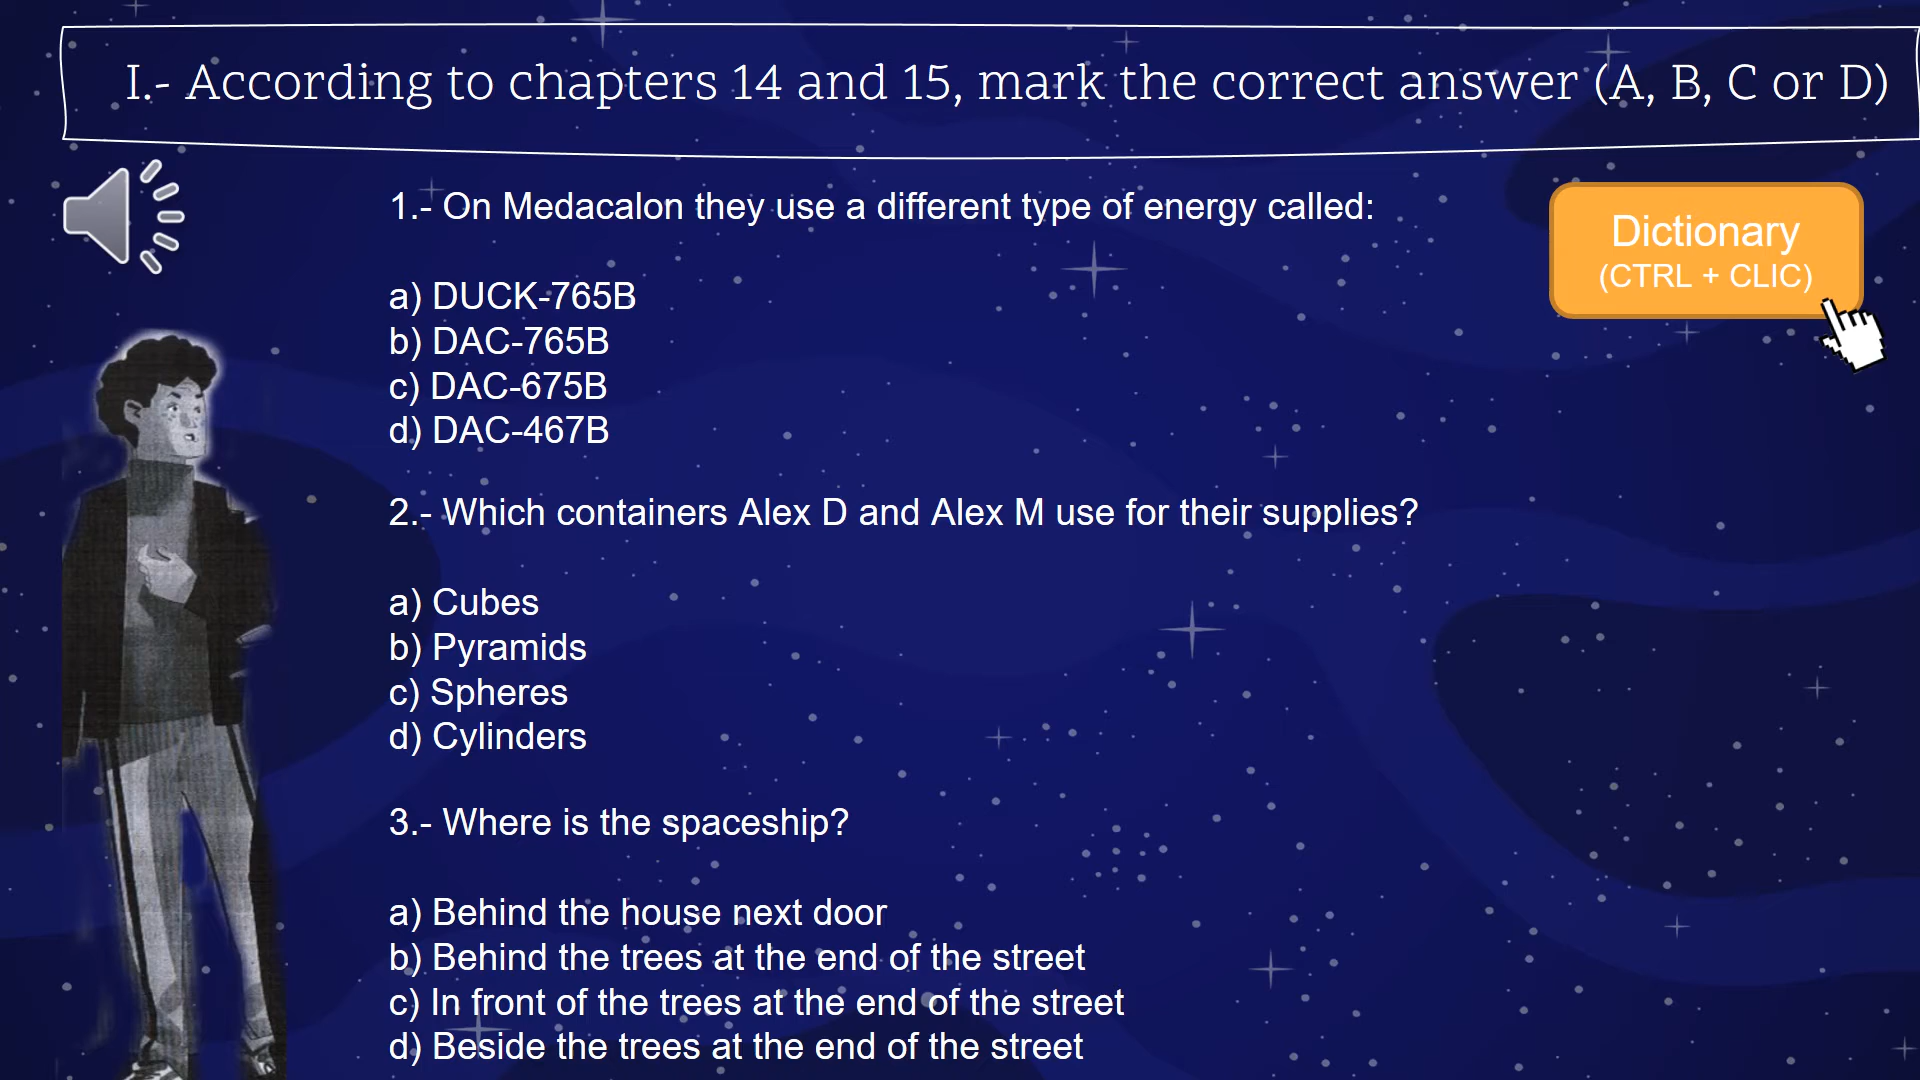 I.- According to chapters 14 and 15, mark the correct answer (A, B, C or D)
Dictionary
(CTRL + CLIC)
1.- On Medacalon they use a different type of energy called:
a) DUCK-765B
b) DAC-765B
c) DAC-675B
d) DAC-467B
2.- Which containers Alex D and Alex M use for their supplies?
a) Cubes
b) Pyramids
c) Spheres
d) Cylinders
3.- Where is the spaceship?
a) Behind the house next door
b) Behind the trees at the end of the street
c) In front of the trees at the end of the street
d) Beside the trees at the end of the street